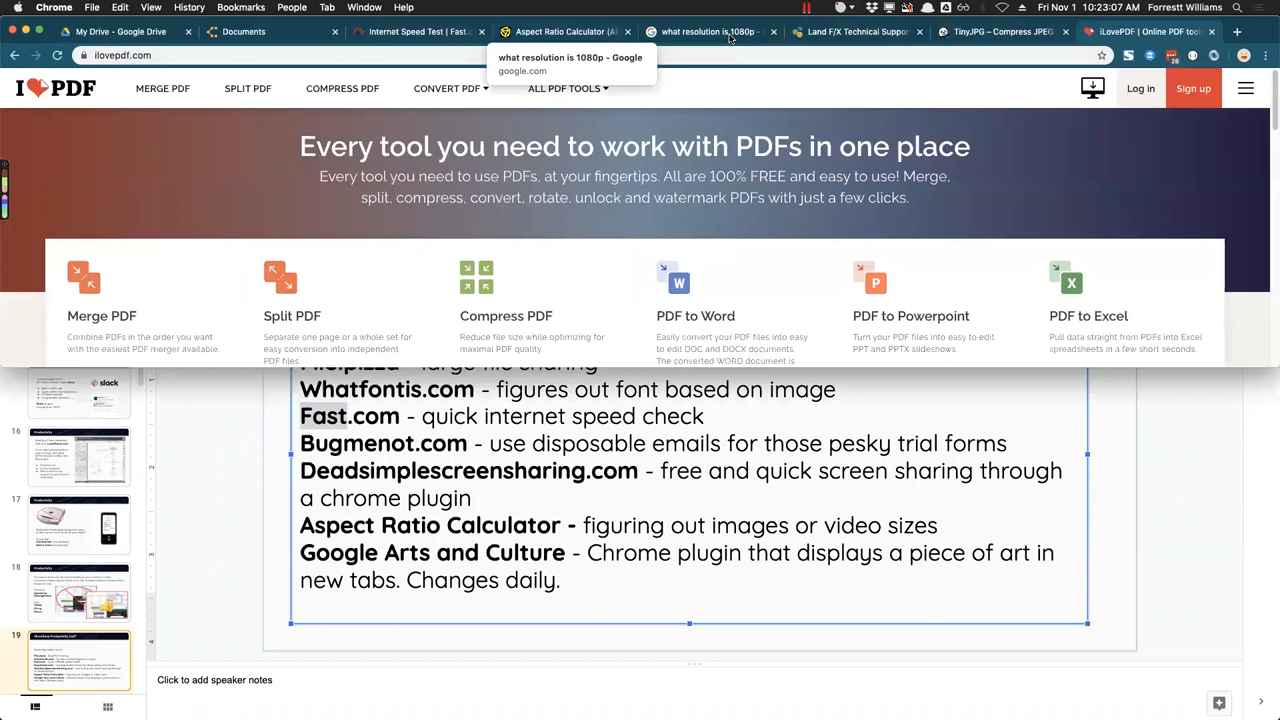 Chrome File Edit View History Bookmarks People Tab Window Help
Fri Nov 1 10:23:07 AM Forrestt Williams
My Drive - Google Drive
Documents
Internet Speed Test | Fast.c
Aspect Ratio Calculator (AF
what resolution is 1080p -
Land F/X Technical Support
TinyJPG – Compress JPEG
iLovePDF | Online PDF tools
ilovepdf.com
what resolution is 1080p - Google
google.com
I PDF
MERGE PDF SPLIT PDF COMPRESS PDF CONVERT PDF ALL PDF TOOLS
Log in Sign up
Every tool you need to work with PDFs in one place
Every tool you need to use PDFs, at your fingertips. All are 100% FREE and easy to use! Merge,
split, compress, convert, rotate, unlock and watermark PDFs with just a few clicks.
Merge PDF
Combine PDFs in the order you want
with the easiest PDF merger available.
Split PDF
Separate one page or a whole set for
easy conversion into independent
PDF files.
Compress PDF
Reduce file size while optimizing for
maximal PDF quality.
PDF to Word
Easily convert your PDF files into easy
to edit DOC and DOCX documents.
The converted WORD document is
PDF to Powerpoint
Turn your PDF files into easy to edit
PPT and PPTX slideshows.
PDF to Excel
Pull data straight from PDFs into Excel
spreadsheets in a few short seconds.
Whatfontis.com - figures out font based on image
Fast.com - quick internet speed check
Bugmenot.com - use disposable emails for those pesky trial forms
Deadsimplescreensharing.com - free and quick screen sharing through
a chrome plugin
Aspect Ratio Calculator - figuring out images or video sizes
Google Arts and Culture - Chrome plugin that displays a piece of art in
new tabs. Changes daily.
slack
16
Productivity
17
Productivity
18
Productivity
19
Click to add speaker notes